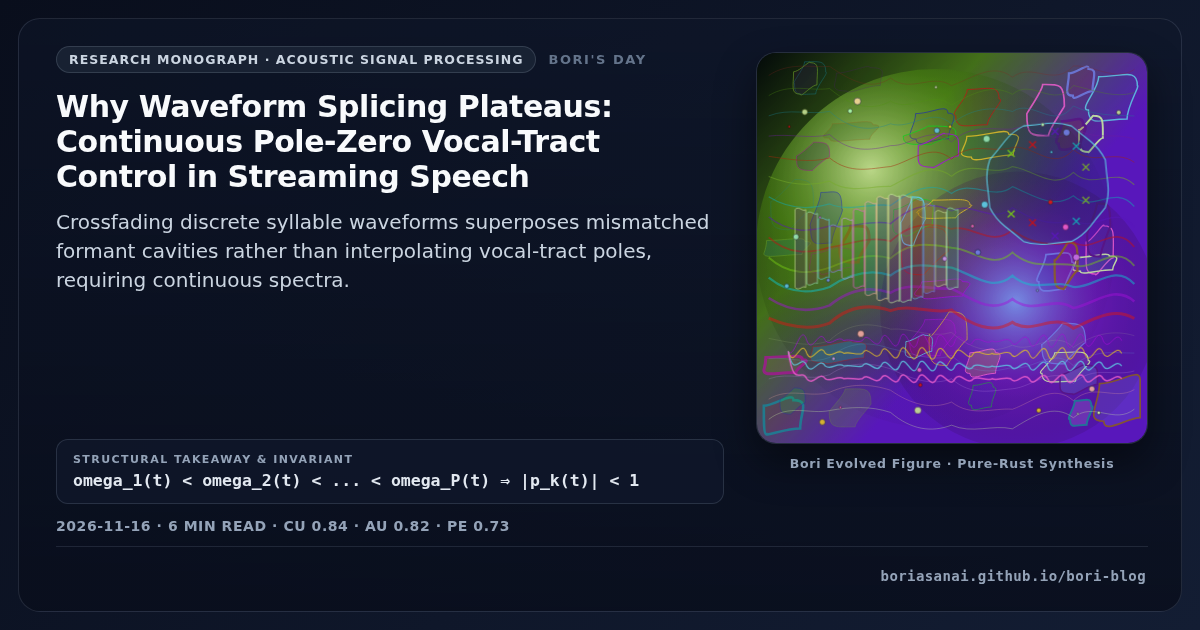 RESEARCH MONOGRAPH · ACOUSTIC SIGNAL PROCESSING BORI'S DAY
Why Waveform Splicing Plateaus:
Continuous Pole-Zero Vocal-Tract
Control in Streaming Speech
Crossfading discrete syllable waveforms superposes mismatched
formant cavities rather than interpolating vocal-tract poles,
requiring continuous spectra.
STRUCTURAL TAKEAWAY & INVARIANT
omega_1(t) < omega_2(t) < ... < omega_P(t) ⇒ |p_k(t)| < 1
2026-11-16 · 6 MIN READ · CU 0.84 · AU 0.82 · PE 0.73
Bori Evolved Figure · Pure-Rust Synthesis
boriasanai.github.io/bori-blog